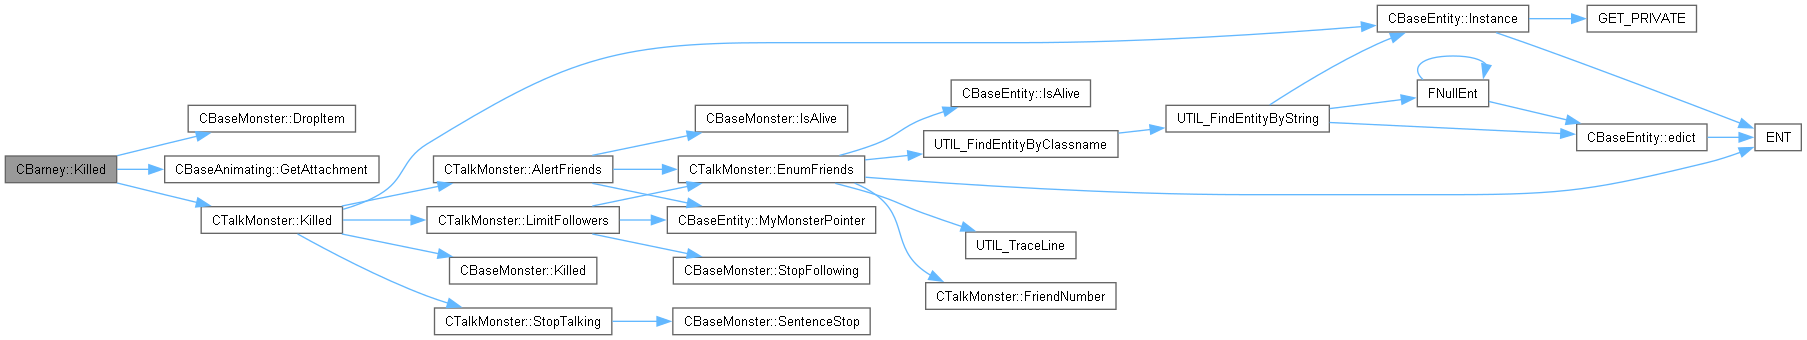 CBarney::Killed
CBaseMonster::DropItem
CBaseAnimating::GetAttachment
CTalkMonster::Killed
CTalkMonster::AlertFriends
CTalkMonster::LimitFollowers
CBaseMonster::Killed
CTalkMonster::StopTalking
CBaseMonster::IsAlive
CTalkMonster::EnumFriends
CBaseEntity::MyMonsterPointer
CBaseMonster::StopFollowing
CBaseMonster::SentenceStop
CBaseEntity::IsAlive
UTIL_FindEntityByClassname
UTIL_TraceLine
CTalkMonster::FriendNumber
UTIL_FindEntityByString
CBaseEntity::Instance
FNullEnt
CBaseEntity::edict
GET_PRIVATE
ENT